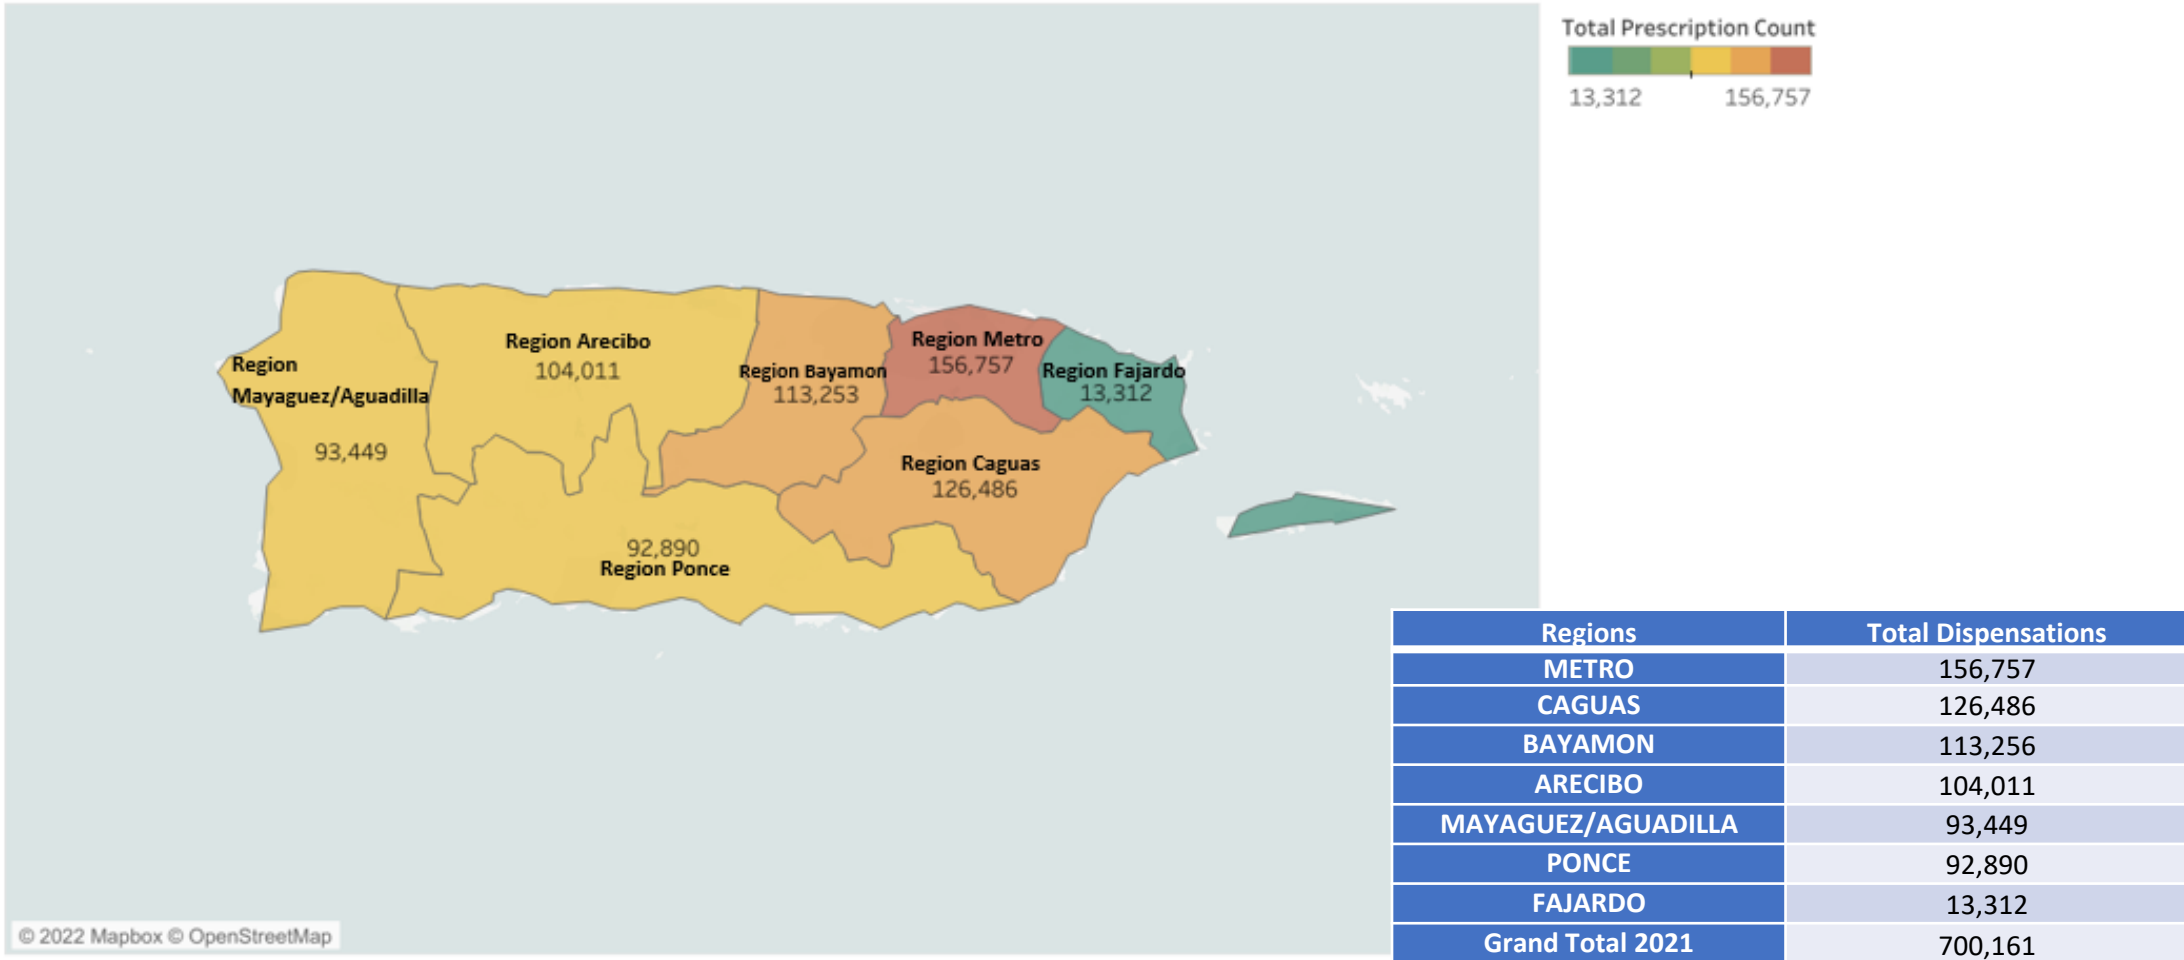 Total Prescription Count
13,312 156,757
Region Arecibo
104,011
Region Metro
156,757
Region
Mayaguez/Aguadilla
93,449
Region Bayamon
113,253
Region Fajardo
13,312
Region Caguas
126,486
92,890
Region Ponce
Regions Total Dispensations
METRO 156,757
CAGUAS 126,486
BAYAMON 113,256
ARECIBO 104,011
MAYAGUEZ/AGUADILLA 93,449
PONCE 92,890
FAJARDO 13,312
Grand Total 2021 700,161
© 2022 Mapbox © OpenStreetMap